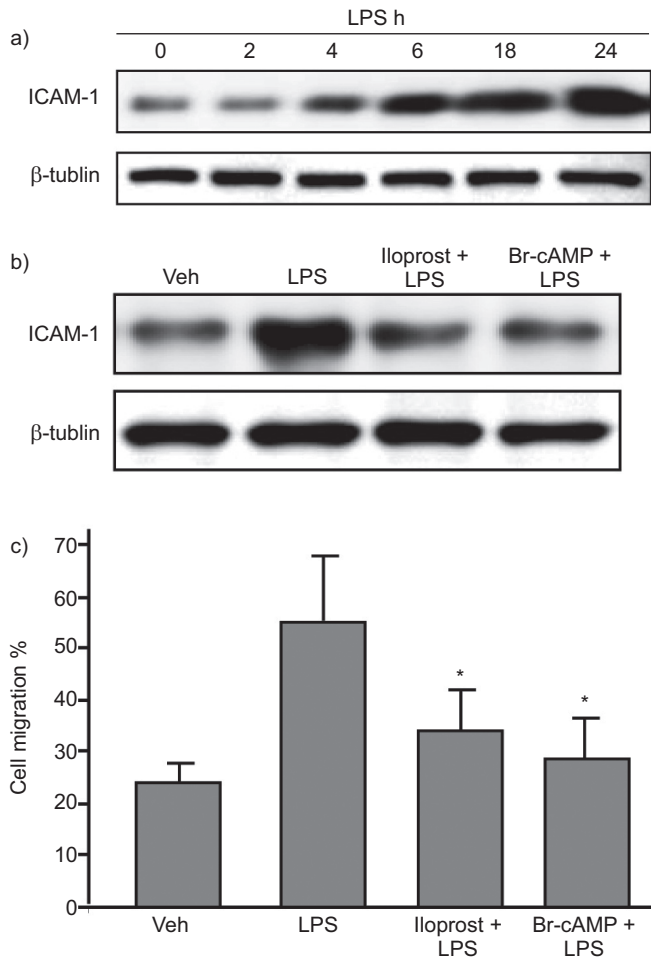 a)
LPS h
0 2 4 6 18 24
ICAM-1
β-tublin
b)
Veh LPS Iloprost + LPS Br-cAMP + LPS
ICAM-1
β-tublin
c)
Cell migration %
70
60
50
40
30
20
10
0
* *
Veh LPS Iloprost + LPS Br-cAMP + LPS